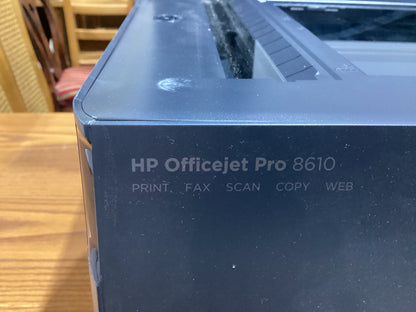 HP Officejet Pro 8610
PRINT FAX SCAN COPY WEB